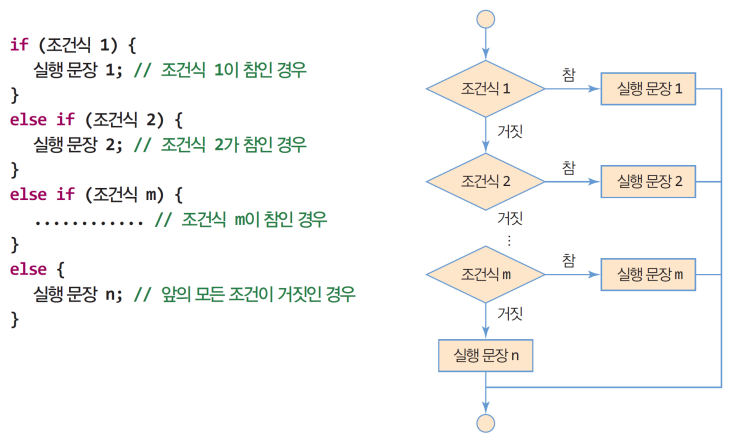 if (조건식 1) {
실행 문장 1; // 조건식 1이 참인 경우
}
else if (조건식 2) {
실행 문장 2; // 조건식 2가 참인 경우
}
else if (조건식 m) {
............ // 조건식 m이 참인 경우
}
else {
실행 문장 n; // 앞의 모든 조건이 거짓인 경우
}
조건식 1
참
실행 문장 1
거짓
조건식 2
참
실행 문장 2
거짓
⋮
조건식 m
참
실행 문장 m
거짓
실행 문장 n